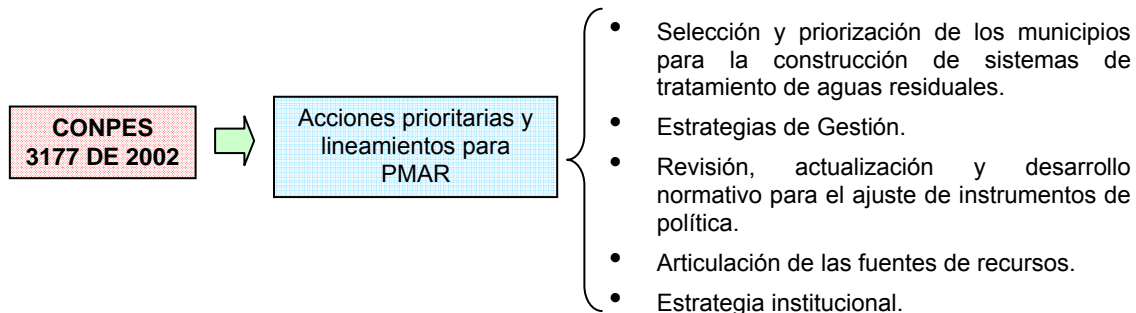 CONPES
3177 DE 2002
Acciones prioritarias y
lineamientos para
PMAR
• Selección y priorización de los municipios
para la construcción de sistemas de
tratamiento de aguas residuales.
• Estrategias de Gestión.
• Revisión, actualización y desarrollo
normativo para el ajuste de instrumentos de
política.
• Articulación de las fuentes de recursos.
• Estrategia institucional.